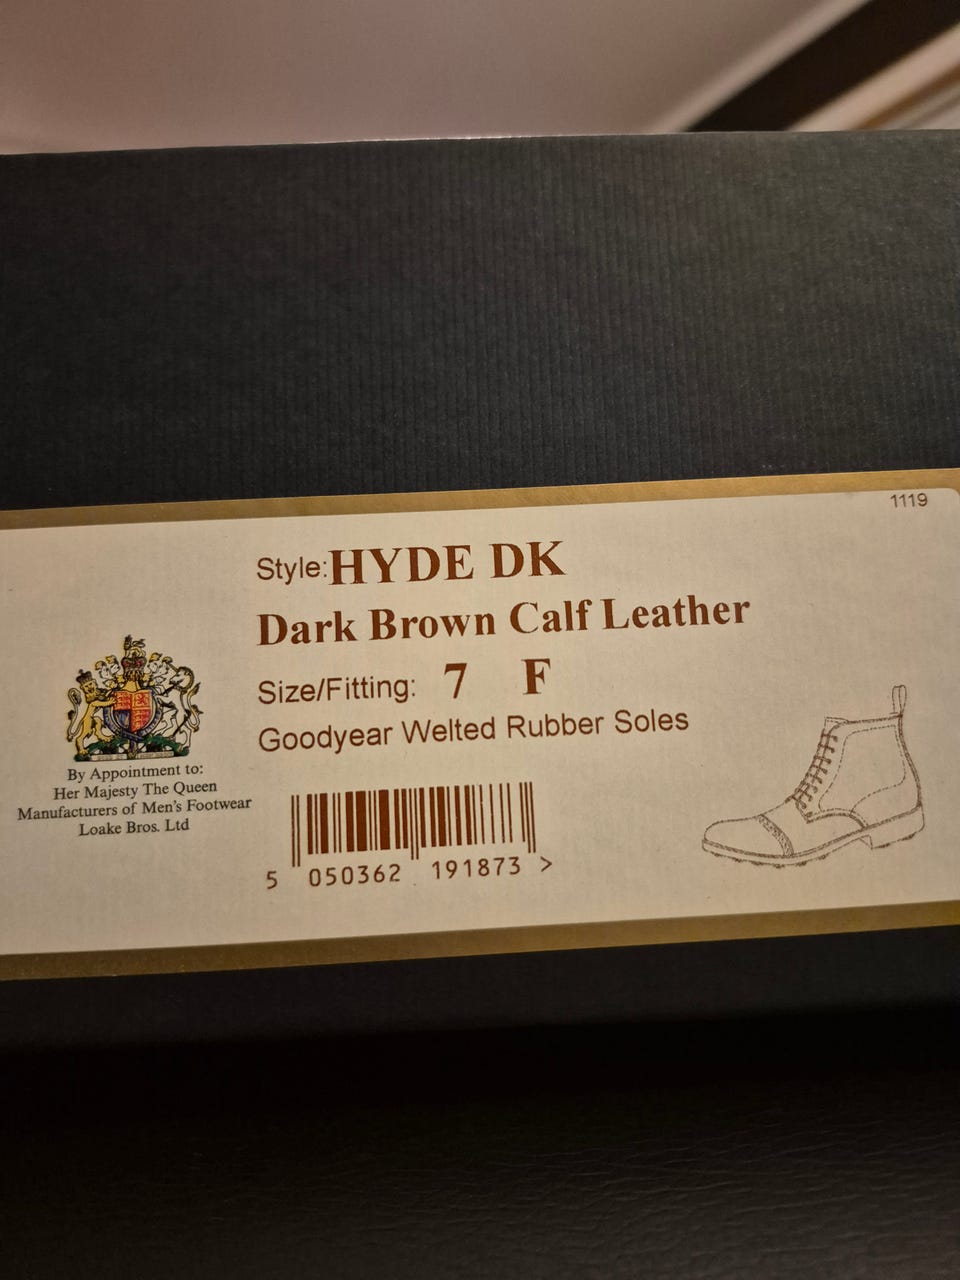 1119
Style:HYDE DK
Dark Brown Calf Leather
Size/Fitting: 7 F
Goodyear Welted Rubber Soles
By Appointment to:
Her Majesty The Queen
Manufacturers of Men's Footwear
Loake Bros. Ltd
5 050362 191873 >